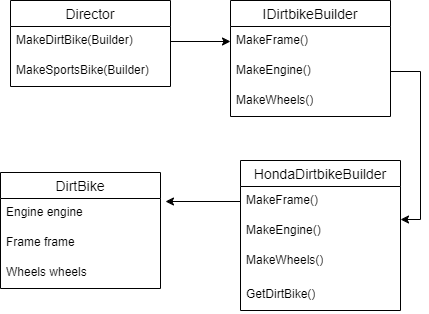 Director
MakeDirtBike(Builder)
MakeSportsBike(Builder)
IDirtbikeBuilder
MakeFrame()
MakeEngine()
MakeWheels()
DirtBike
Engine engine
Frame frame
Wheels wheels
HondaDirtbikeBuilder
MakeFrame()
MakeEngine()
MakeWheels()
GetDirtBike()